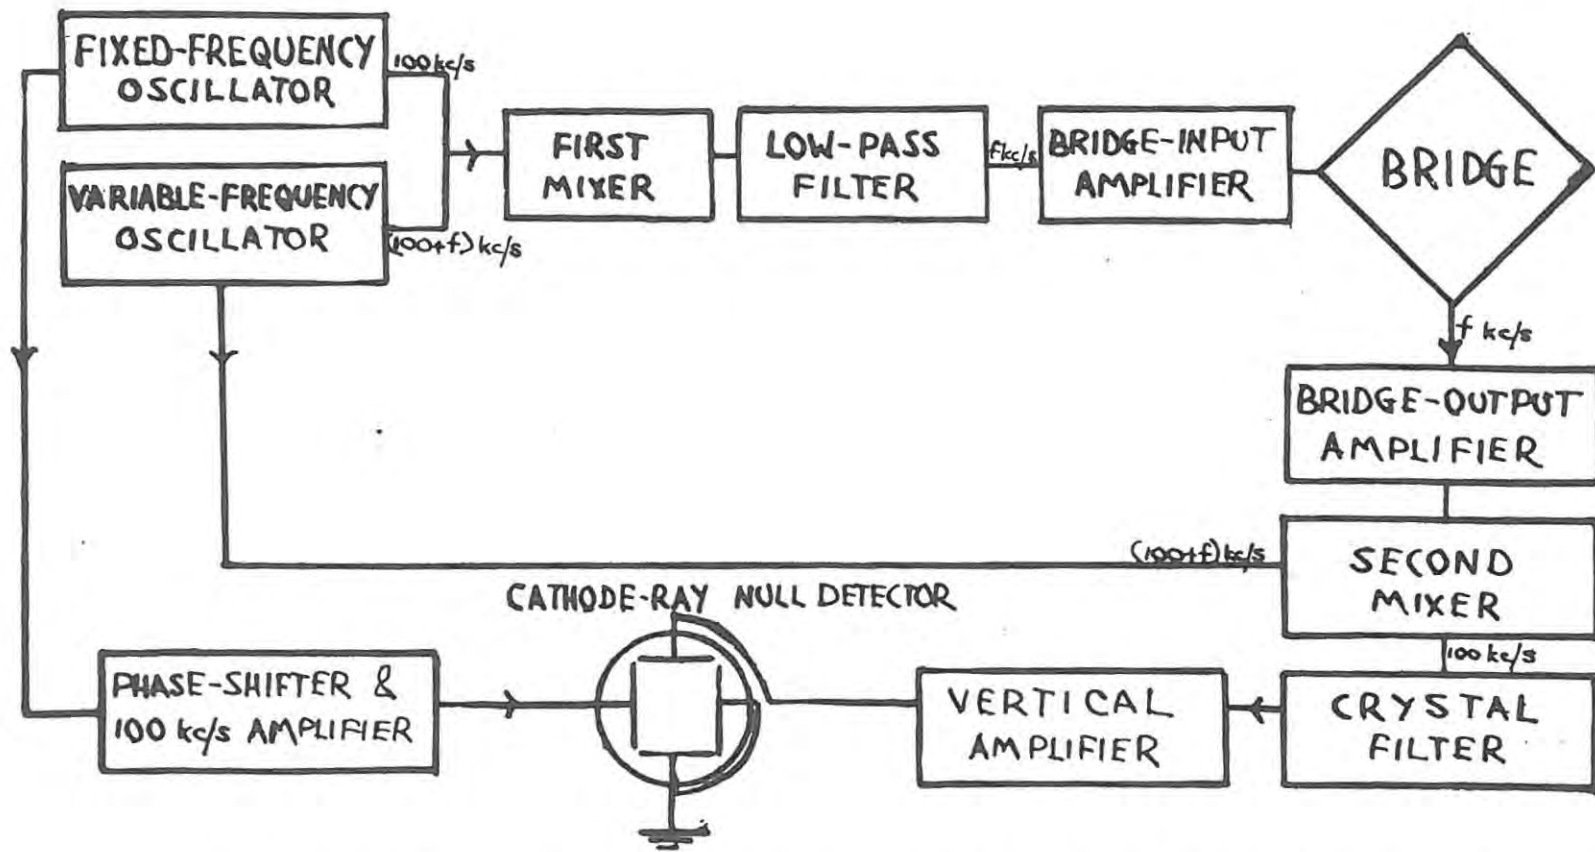 FIXED-FREQUENCY
OSCILLATOR
100 kc/s
VARIABLE-FREQUENCY
OSCILLATOR
(100+f) kc/s
FIRST
MIXER
LOW-PASS
FILTER
f kc/s
BRIDGE-INPUT
AMPLIFIER
BRIDGE
f kc/s
BRIDGE-OUTPUT
AMPLIFIER
(100+f) kc/s
SECOND
MIXER
100 kc/s
CATHODE-RAY NULL DETECTOR
PHASE-SHIFTER &
100 kc/s AMPLIFIER
VERTICAL
AMPLIFIER
CRYSTAL
FILTER